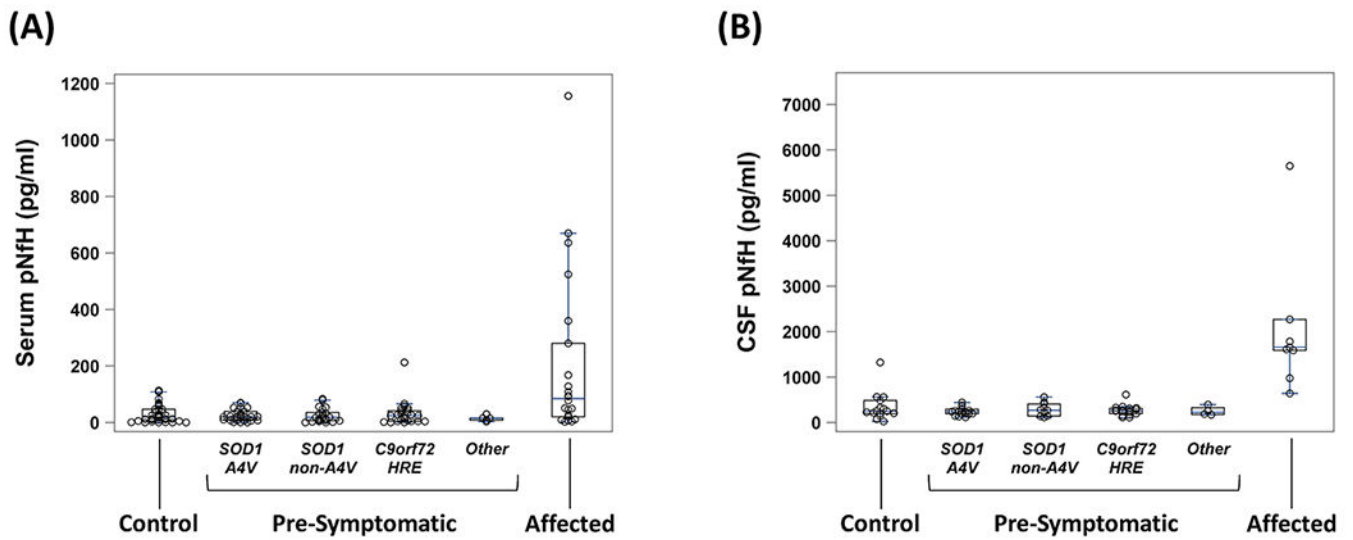 (A)
Serum pNfH (pg/ml)
1200
1000
800
600
400
200
0
SOD1
A4V
SOD1
non-A4V
C9orf72
HRE
Other
Control
Pre-Symptomatic
Affected
(B)
CSF pNfH (pg/ml)
7000
6000
5000
4000
3000
2000
1000
0
SOD1
A4V
SOD1
non-A4V
C9orf72
HRE
Other
Control
Pre-Symptomatic
Affected